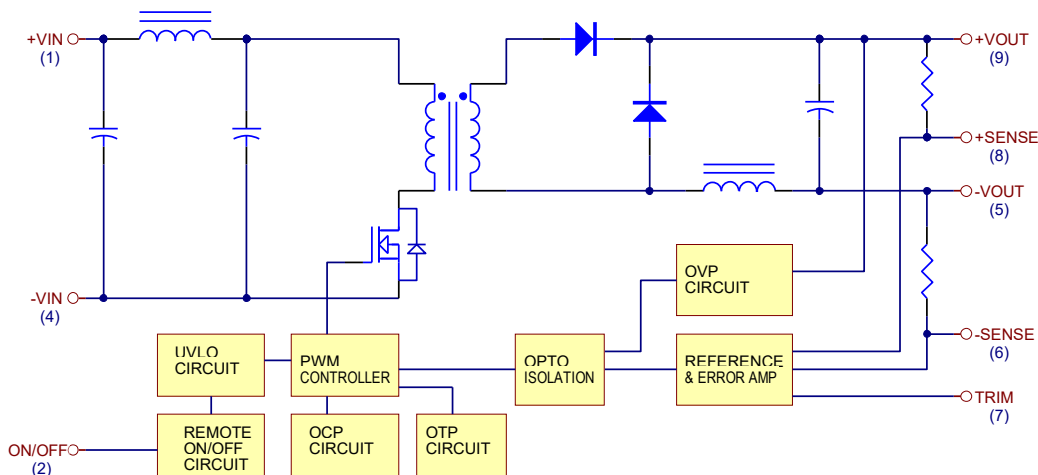 +VIN
(1)
+VOUT
(9)
+SENSE
(8)
-VOUT
(5)
OVP
CIRCUIT
-VIN
(4)
-SENSE
(6)
UVLO
CIRCUIT
PWM
CONTROLLER
OPTO
ISOLATION
REFERENCE
& ERROR AMP
TRIM
(7)
ON/OFF
(2)
REMOTE
ON/OFF
CIRCUIT
OCP
CIRCUIT
OTP
CIRCUIT